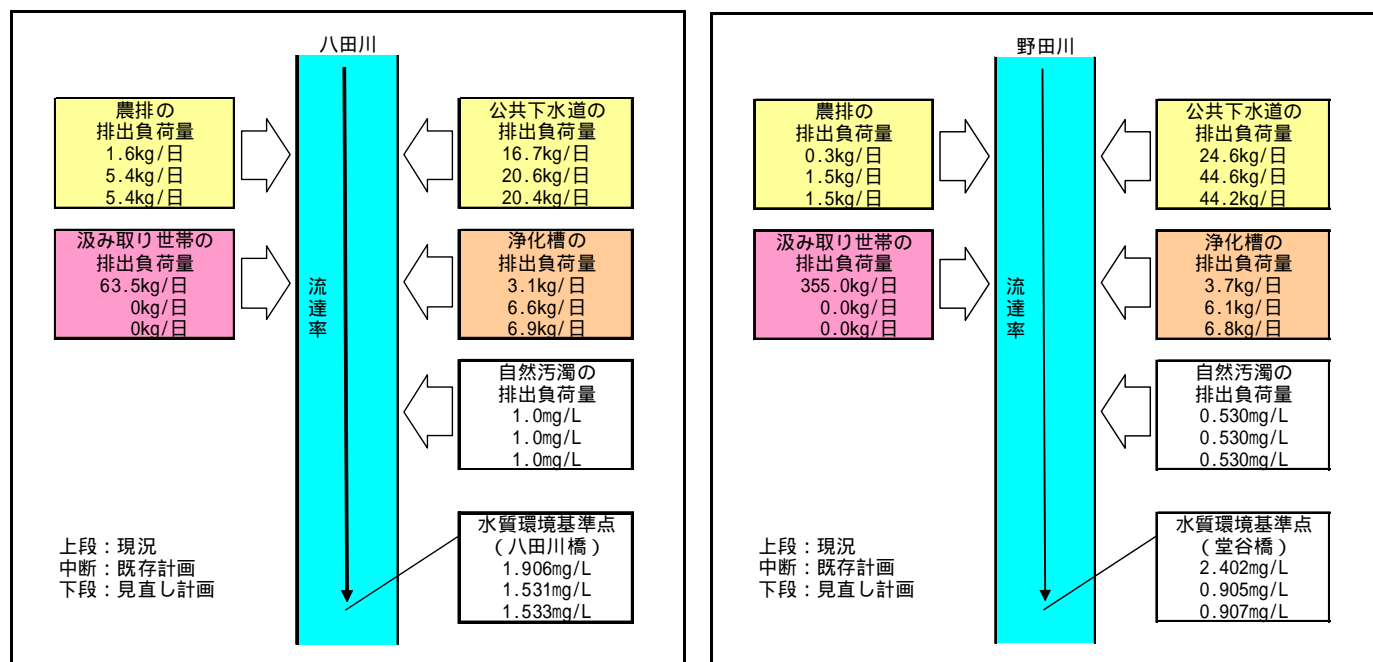 八田川
農排の
排出負荷量
1.6kg/日
5.4kg/日
5.4kg/日
公共下水道の
排出負荷量
16.7kg/日
20.6kg/日
20.4kg/日
汲み取り世帯の
排出負荷量
63.5kg/日
0kg/日
0kg/日
流達率
浄化槽の
排出負荷量
3.1kg/日
6.6kg/日
6.9kg/日
自然汚濁の
排出負荷量
1.0mg/L
1.0mg/L
1.0mg/L
水質環境基準点
(八田川橋)
1.906mg/L
1.531mg/L
1.533mg/L
上段:現況
中断:既存計画
下段:見直し計画
野田川
農排の
排出負荷量
0.3kg/日
1.5kg/日
1.5kg/日
公共下水道の
排出負荷量
24.6kg/日
44.6kg/日
44.2kg/日
汲み取り世帯の
排出負荷量
355.0kg/日
0.0kg/日
0.0kg/日
流達率
浄化槽の
排出負荷量
3.7kg/日
6.1kg/日
6.8kg/日
自然汚濁の
排出負荷量
0.530mg/L
0.530mg/L
0.530mg/L
水質環境基準点
(堂谷橋)
2.402mg/L
0.905mg/L
0.907mg/L
上段:現況
中断:既存計画
下段:見直し計画